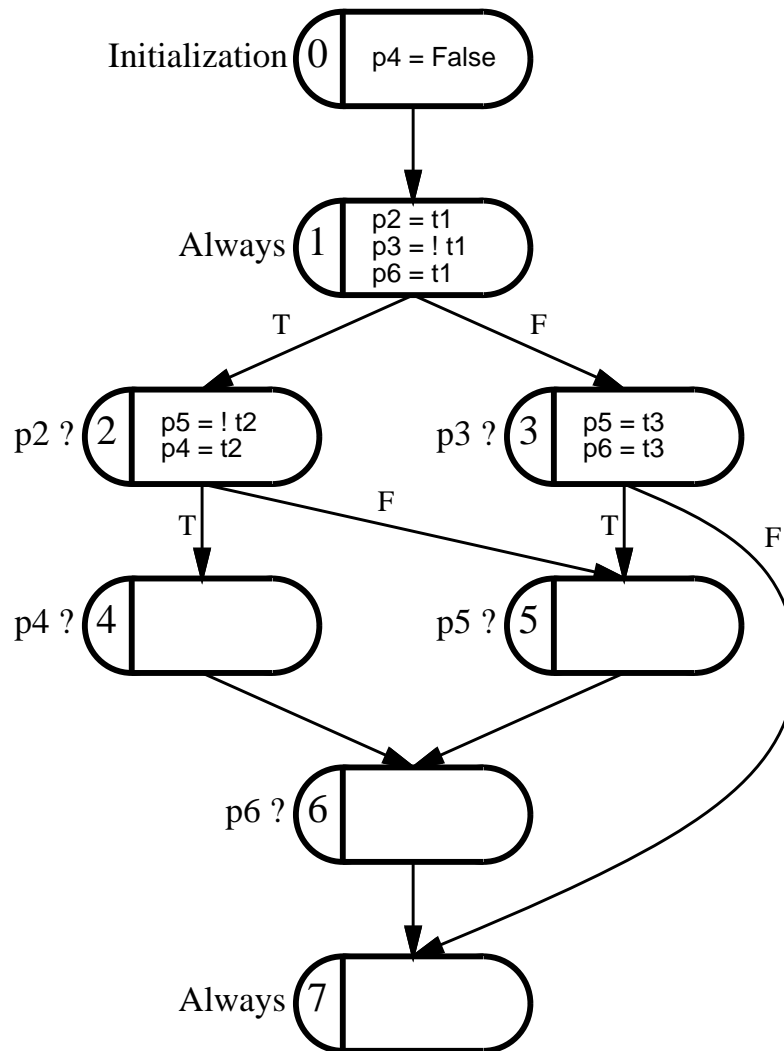 Initialization 0 p4 = False
Always 1 p2 = t1
p3 = ! t1
p6 = t1
T F
p2 ? 2 p5 = ! t2
p4 = t2
p3 ? 3 p5 = t3
p6 = t3
T F T F
p4 ? 4
p5 ? 5
p6 ? 6
Always 7